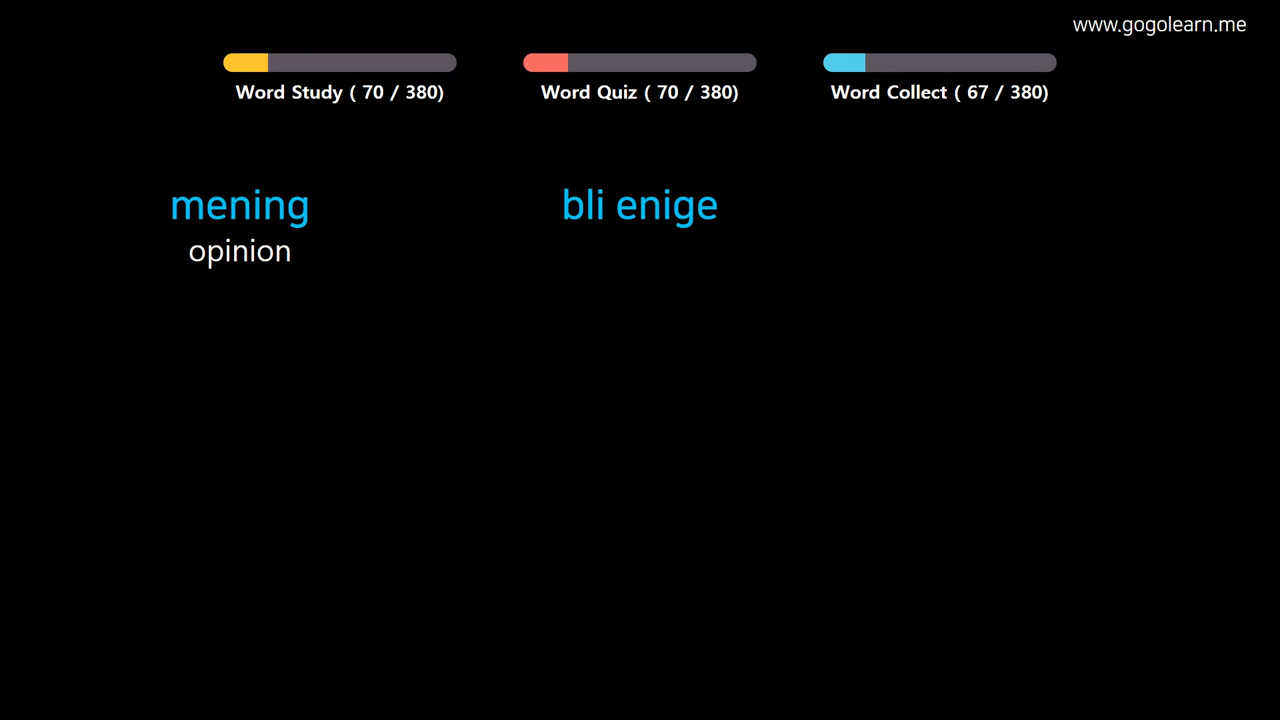 www.gogolearn.me
Word Study ( 70 / 380)
Word Quiz ( 70 / 380)
Word Collect ( 67 / 380)
mening
opinion
bli enige